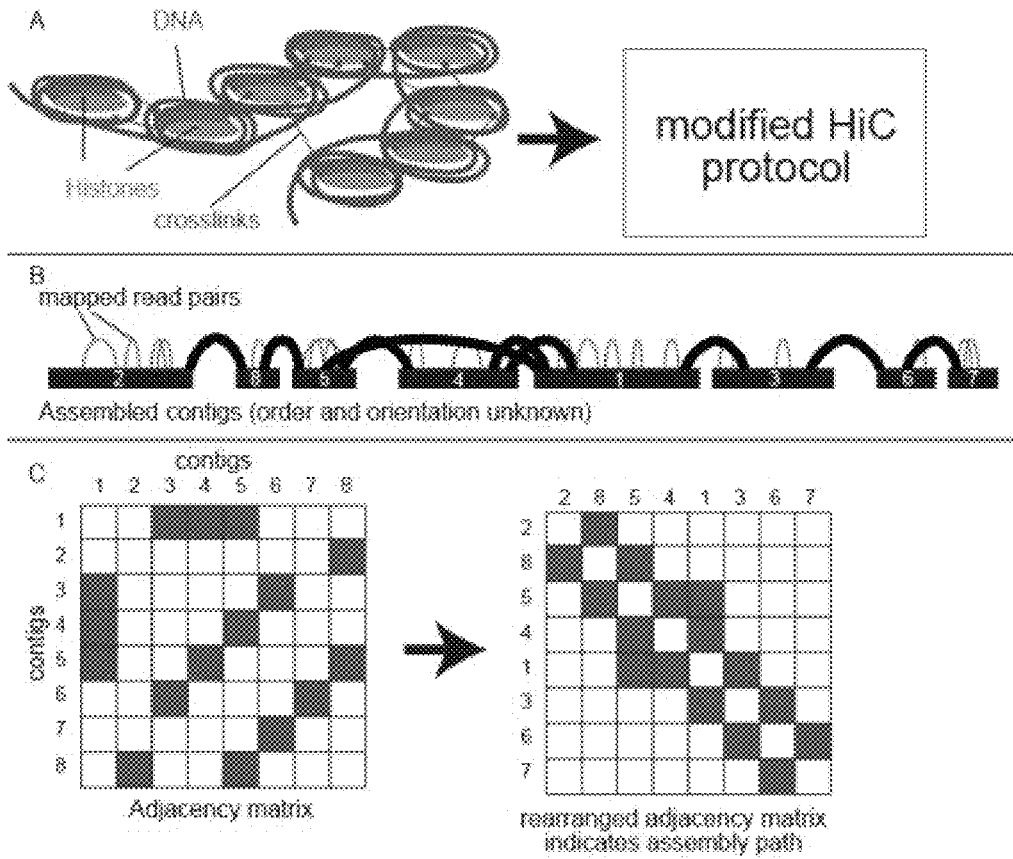 A
DNA
Histones
crosslinks
modified HiC
protocol
B
mapped read pairs
2 8 5 4 1 3 6 7
Assembled contigs (order and orientation unknown)
C
contigs
1 2 3 4 5 6 7 8
1
2
3
4
5
6
7
8
contigs
Adjacency matrix
2 8 5 4 1 3 6 7
2
8
5
4
1
3
6
7
rearranged adjacency matrix
indicates assembly path